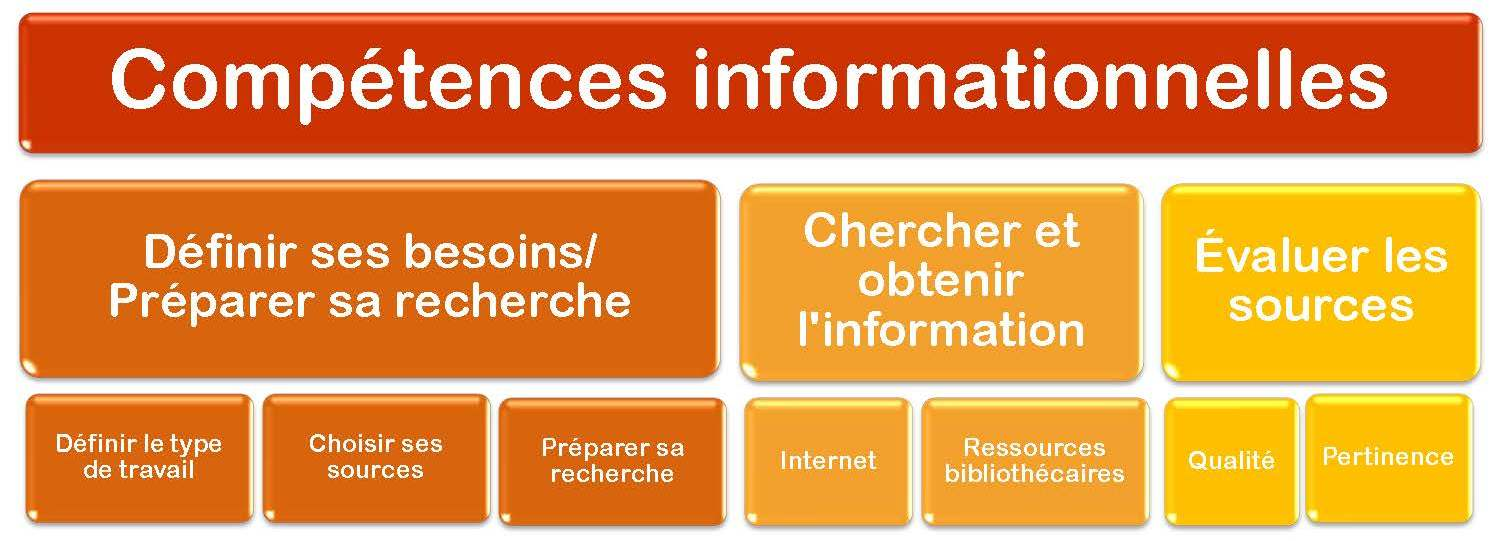 Compétences informationnelles
Définir ses besoins/
Préparer sa recherche
Chercher et
obtenir
l'information
Évaluer les
sources
Définir le type
de travail
Choisir ses
sources
Préparer sa
recherche
Internet
Ressources
bibliothécaires
Qualité
Pertinence